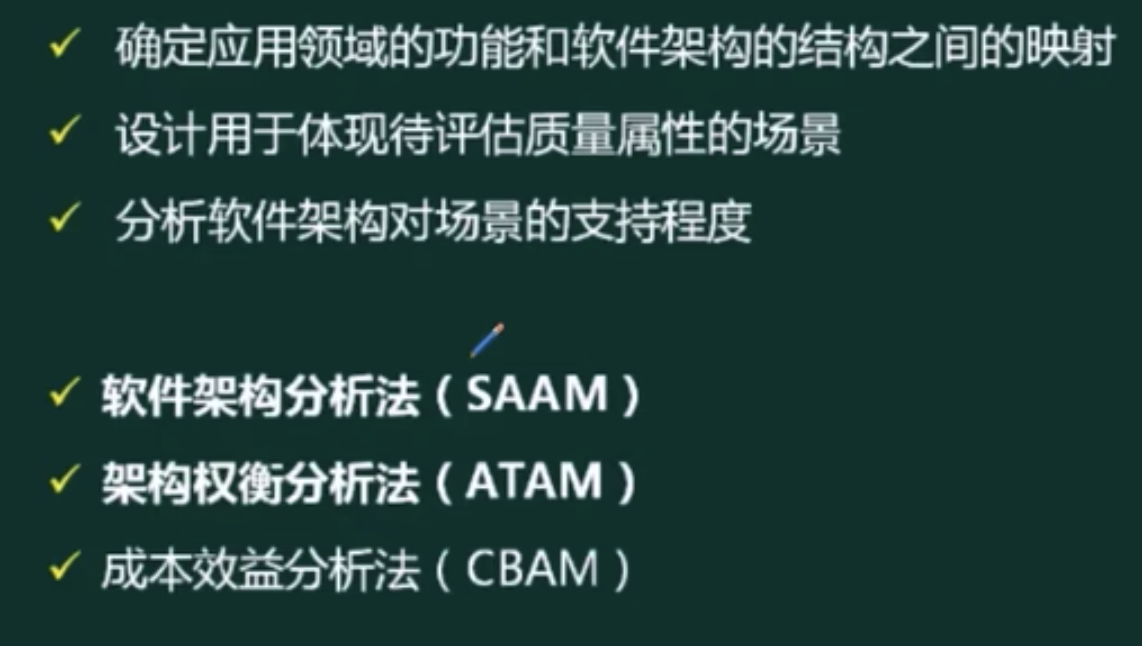 确定应用领域的功能和软件架构的结构之间的映射
设计用于体现待评估质量属性的场景
分析软件架构对场景的支持程度
软件架构分析法（SAAM）
架构权衡分析法（ATAM）
成本效益分析法（CBAM）